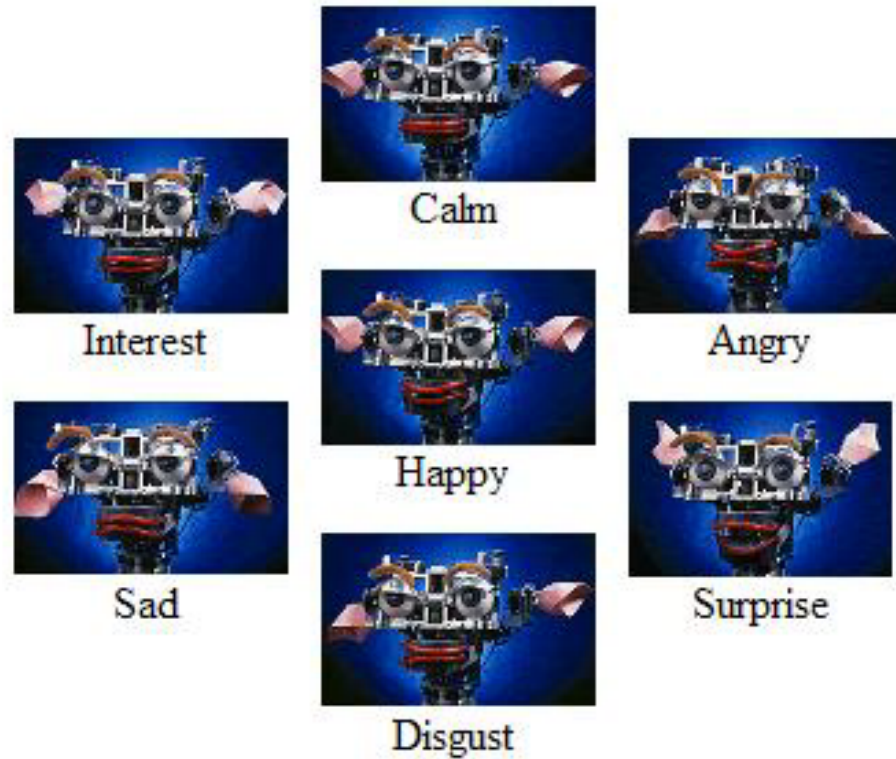 Calm
Interest
Angry
Happy
Sad
Surprise
Disgust